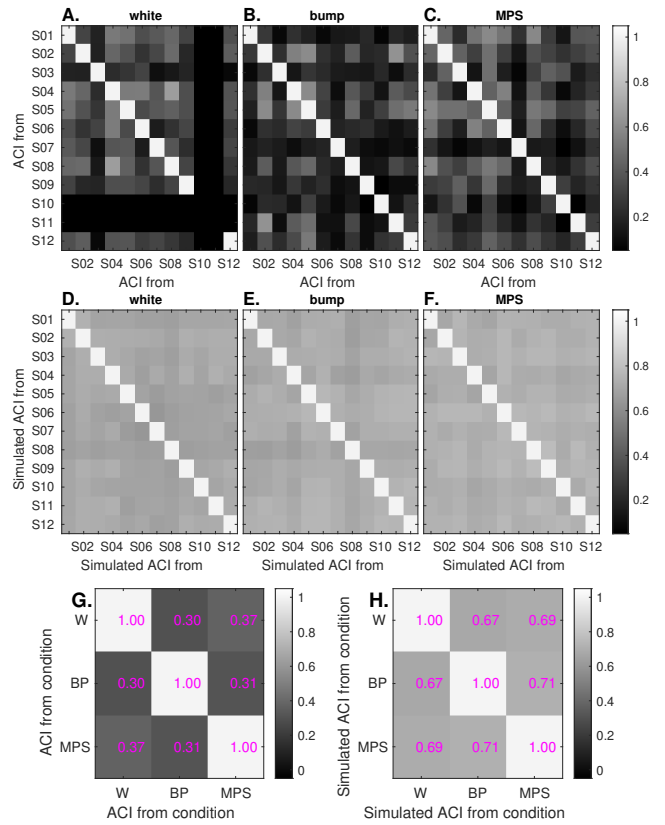 A. white B. bump C. MPS
S01
S02
S03
S04
S05
S06
S07
S08
S09
S10
S11
S12
ACI from
S02 S04 S06 S08 S10 S12 S02 S04 S06 S08 S10 S12 S02 S04 S06 S08 S10 S12
ACI from ACI from ACI from
1
0.8
0.6
0.4
0.2
D. white E. bump F. MPS
S01
S02
S03
S04
S05
S06
S07
S08
S09
S10
S11
S12
Simulated ACI from
S02 S04 S06 S08 S10 S12 S02 S04 S06 S08 S10 S12 S02 S04 S06 S08 S10 S12
Simulated ACI from Simulated ACI from Simulated ACI from
1
0.8
0.6
0.4
0.2
G.
ACI from condition
W 1.00 0.30 0.37
BP 0.30 1.00 0.31
MPS 0.37 0.31 1.00
W BP MPS
ACI from condition
1
0.8
0.6
0.4
0.2
0
H.
Simulated ACI from condition
W 1.00 0.67 0.69
BP 0.67 1.00 0.71
MPS 0.69 0.71 1.00
W BP MPS
Simulated ACI from condition
1
0.8
0.6
0.4
0.2
0